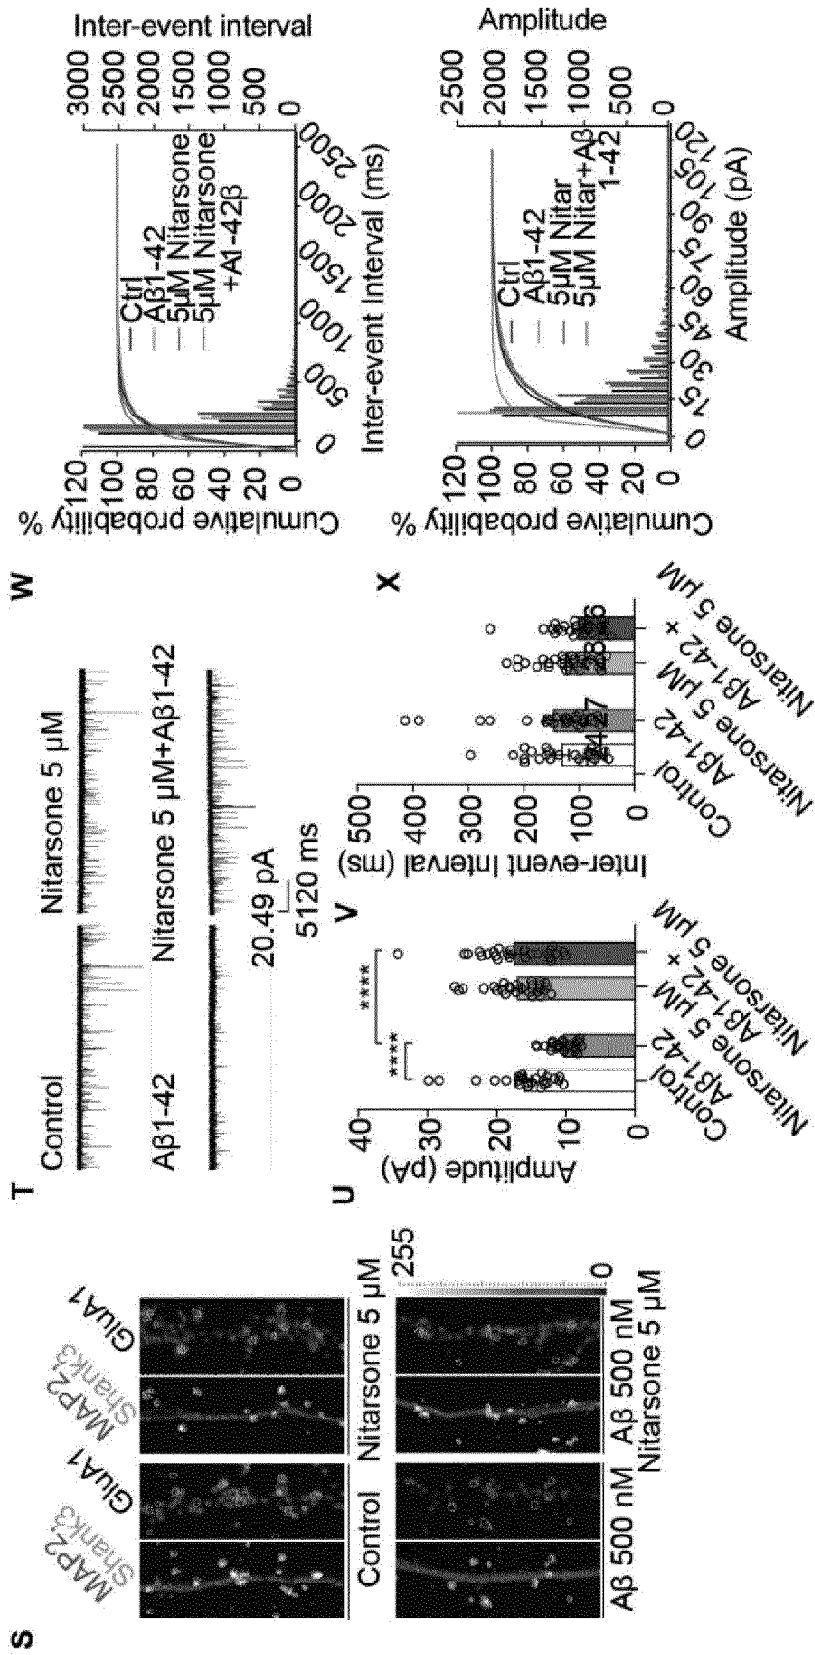 S
MAP2
Shank3
GluA1
MAP2
Shank3
GluA1
Control
Nitarsone 5 µM
255
0
Aβ 500 nM
Aβ 500 nM
Nitarsone 5 µM
T
Control
Nitarsone 5 µM
Aβ1-42
Nitarsone 5 µM+Aβ1-42
20.49 pA
5120 ms
U
Amplitude (pA)
40
30
20
10
0
****
****
Control
Aβ1-42
Nitarsone 5 µM
Aβ1-42 +
Nitarsone 5 µM
V
Inter-event Interval (ms)
500
400
300
200
100
0
Control
Aβ1-42
Nitarsone 5 µM
Aβ1-42 +
Nitarsone 5 µM
W
Inter-event interval
Cumulative probability %
120
100
80
60
40
20
0
3000
2500
2000
1500
1000
500
0
Ctrl
Aβ1-42
5µM Nitarsone
5µM Nitarsone
+A1-42β
0
500
1000
1500
2000
2500
Inter-event Interval (ms)
X
Amplitude
Cumulative probability %
120
100
80
60
40
20
0
2500
2000
1500
1000
500
0
Ctrl
Aβ1-42
5µM Nitar
5µM Nitar+Aβ
1-42
0
15
30
45
60
75
90
105
120
Amplitude (pA)